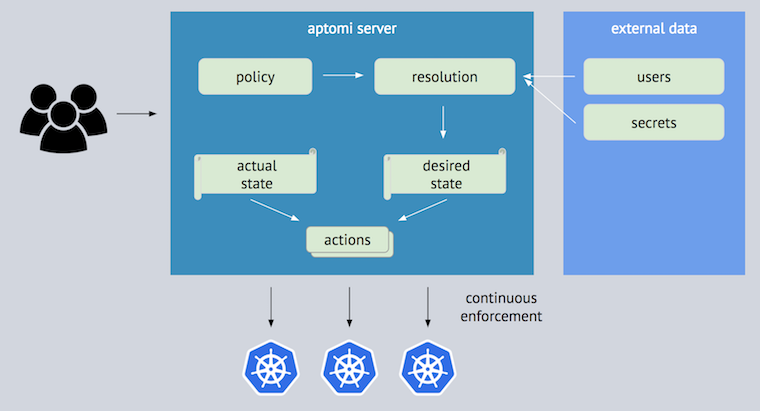 aptomi server
external data
policy
resolution
users
secrets
actual
state
desired
state
actions
continuous
enforcement